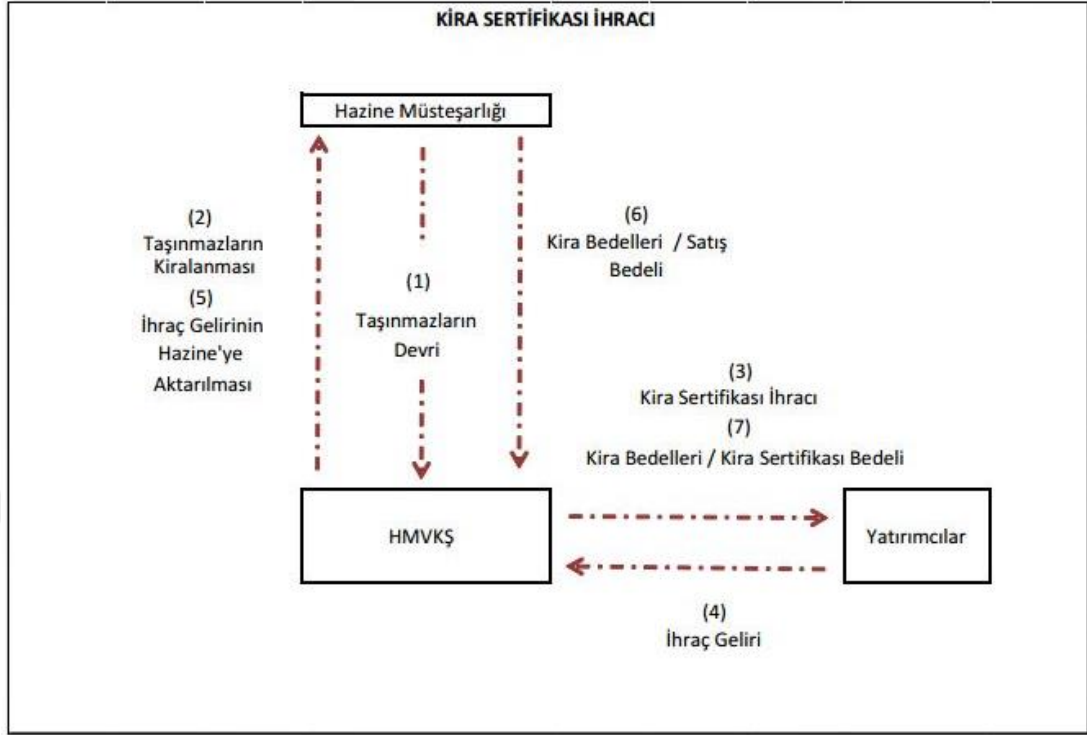 KİRA SERTİFİKASI İHRACI
Hazine Müsteşarlığı
(2)
Taşınmazların
Kiralanması
(5)
İhraç Gelirinin
Hazine'ye
Aktarılması
(1)
Taşınmazların
Devri
(6)
Kira Bedelleri / Satış
Bedeli
(3)
Kira Sertifikası İhracı
(7)
Kira Bedelleri / Kira Sertifikası Bedeli
HMVKŞ
Yatırımcılar
(4)
İhraç Geliri